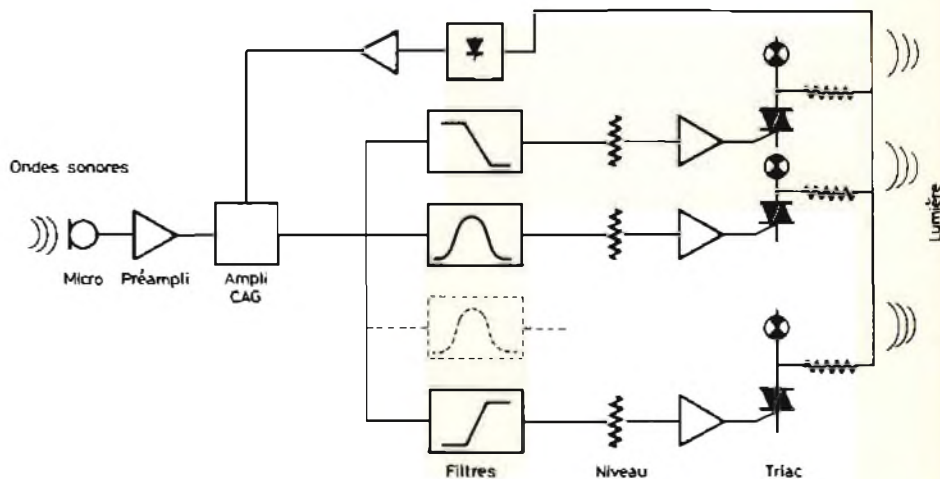 Ondes sonores
Micro
Préampli
Ampli
CAG
Filtres
Niveau
Triac
Lumière